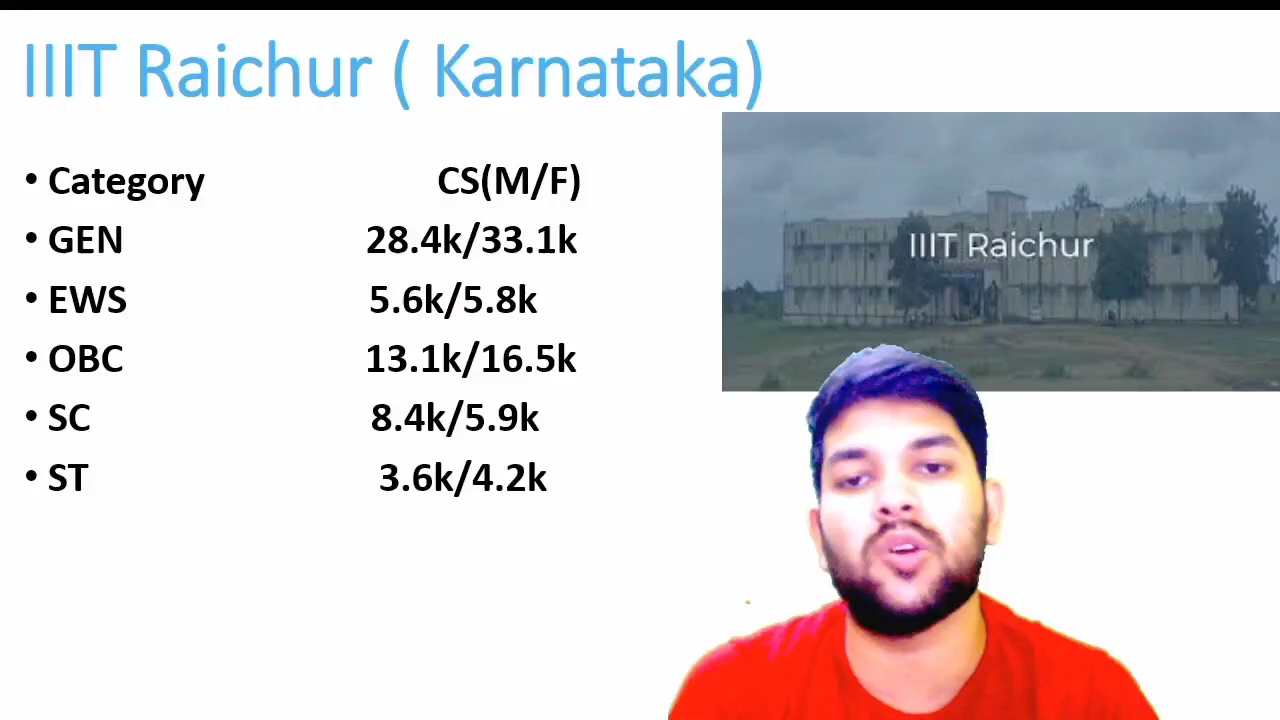 IIIT Raichur ( Karnataka)
• Category CS(M/F)
• GEN 28.4k/33.1k
• EWS 5.6k/5.8k
• OBC 13.1k/16.5k
• SC 8.4k/5.9k
• ST 3.6k/4.2k
IIIT Raichur